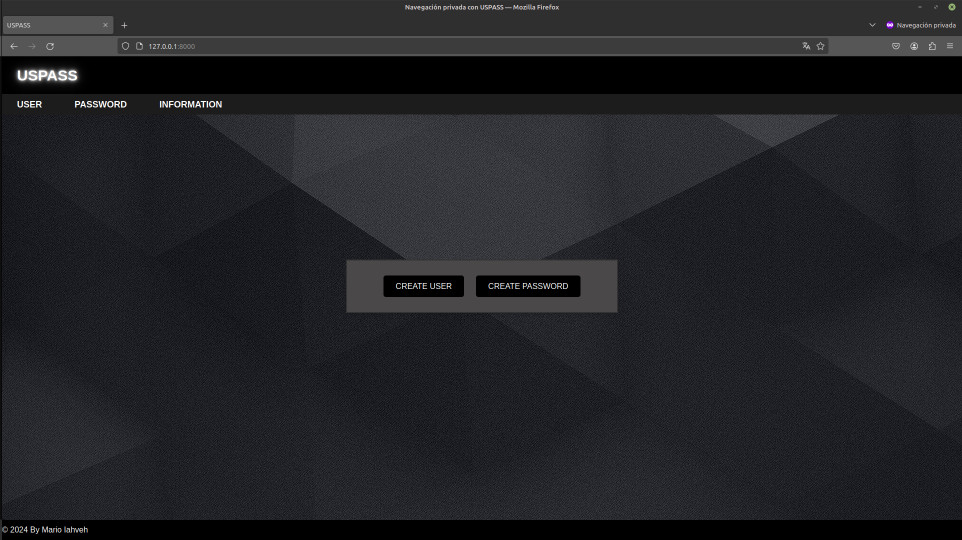 Navegación privada con USPASS — Mozilla Firefox
USPASS
Navegación privada
127.0.0.1:8000
USPASS
USER PASSWORD INFORMATION
CREATE USER CREATE PASSWORD
© 2024 By Mario Iahveh